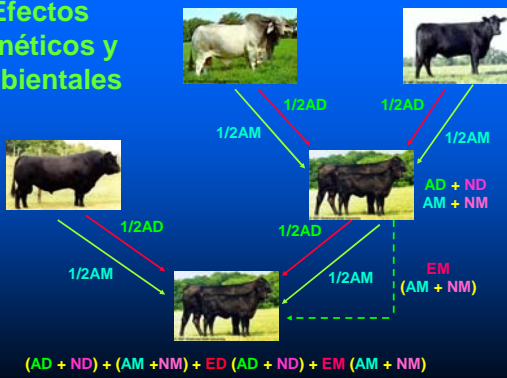 Efectos
néticos y
bientales
1/2AD
1/2AD
1/2AM
1/2AM
AD + ND
AM + NM
1/2AD
1/2AD
1/2AM
1/2AM
EM
(AM + NM)
(AD + ND) + (AM +NM) + ED (AD + ND) + EM (AM + NM)